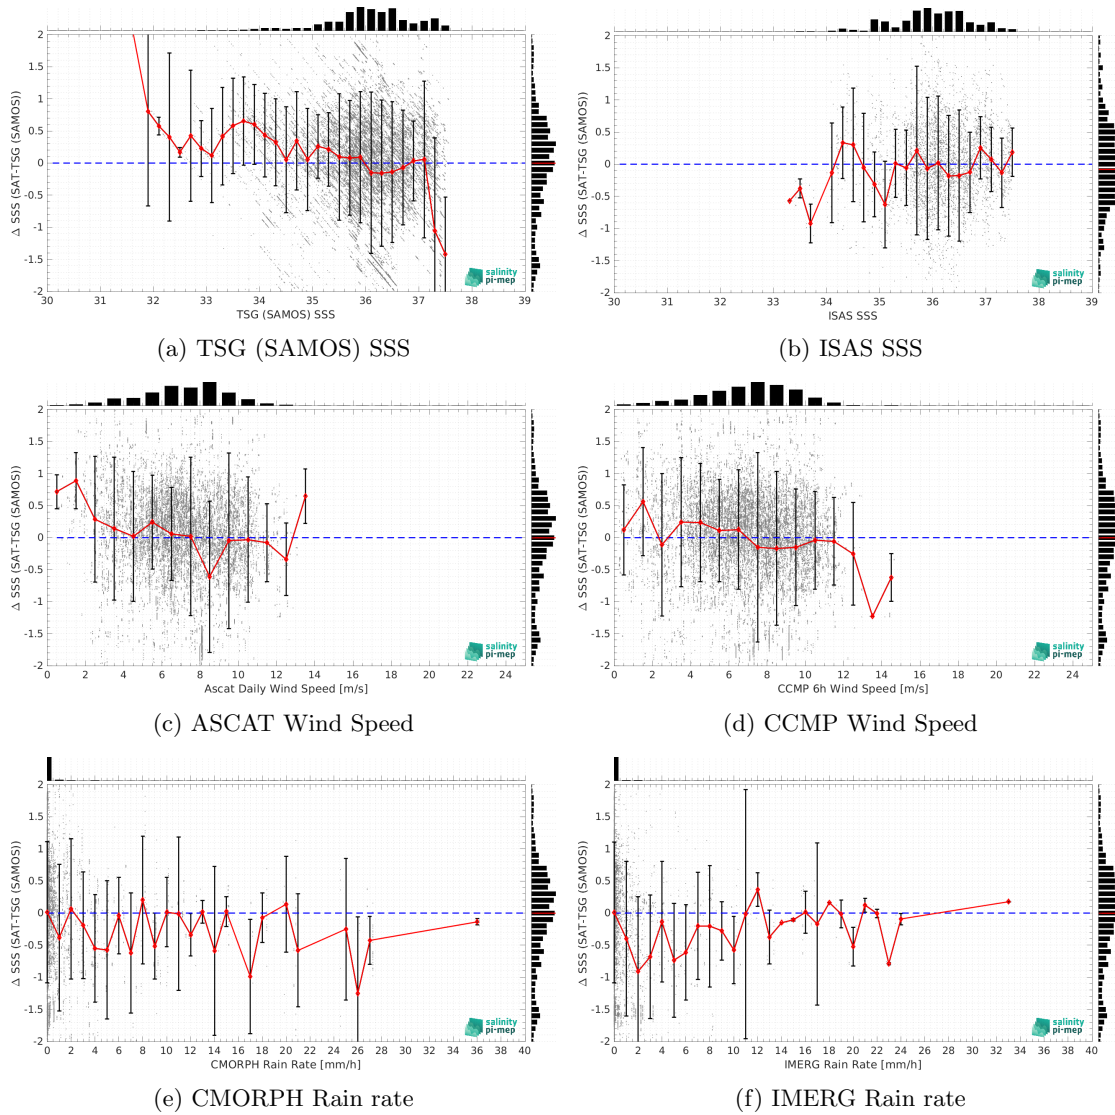 2
1.5
1
0.5
0
-0.5
-1
-1.5
-2
Δ SSS (SAT-TSG (SAMOS))
30 31 32 33 34 35 36 37 38 39
TSG (SAMOS) SSS
salinity
pi-mep
(a) TSG (SAMOS) SSS
2
1.5
1
0.5
0
-0.5
-1
-1.5
-2
Δ SSS (SAT-TSG (SAMOS))
30 31 32 33 34 35 36 37 38 39
ISAS SSS
salinity
pi-mep
(b) ISAS SSS
2
1.5
1
0.5
0
-0.5
-1
-1.5
-2
Δ SSS (SAT-TSG (SAMOS))
0 2 4 6 8 10 12 14 16 18 20 22 24
Ascat Daily Wind Speed [m/s]
salinity
pi-mep
(c) ASCAT Wind Speed
2
1.5
1
0.5
0
-0.5
-1
-1.5
-2
Δ SSS (SAT-TSG (SAMOS))
0 2 4 6 8 10 12 14 16 18 20 22 24
CCMP 6h Wind Speed [m/s]
salinity
pi-mep
(d) CCMP Wind Speed
2
1.5
1
0.5
0
-0.5
-1
-1.5
-2
Δ SSS (SAT-TSG (SAMOS))
0 2 4 6 8 10 12 14 16 18 20 22 24 26 28 30 32 34 36 38 40
CMORPH Rain Rate [mm/h]
salinity
pi-mep
(e) CMORPH Rain rate
2
1.5
1
0.5
0
-0.5
-1
-1.5
-2
Δ SSS (SAT-TSG (SAMOS))
0 2 4 6 8 10 12 14 16 18 20 22 24 26 28 30 32 34 36 38 40
IMERG Rain Rate [mm/h]
salinity
pi-mep
(f) IMERG Rain rate